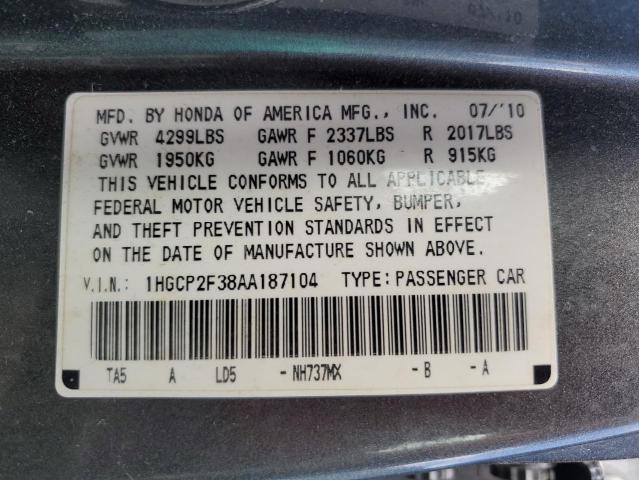 MFD. BY HONDA OF AMERICA MFG., INC. 07/'10
GVWR 4299LBS GAWR F 2337LBS R 2017LBS
GVWR 1950KG GAWR F 1060KG R 915KG
THIS VEHICLE CONFORMS TO ALL APPLICABLE
FEDERAL MOTOR VEHICLE SAFETY, BUMPER,
AND THEFT PREVENTION STANDARDS IN EFFECT
ON THE DATE OF MANUFACTURE SHOWN ABOVE.
V.I.N.: 1HGCP2F38AA187104 TYPE: PASSENGER CAR
TA5 A LD5 -NH737MX -B -A